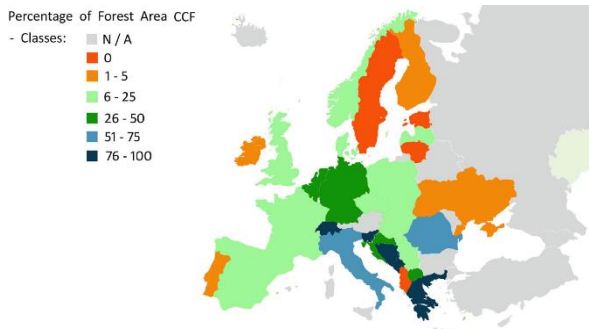 Percentage of Forest Area CCF
- Classes:
N / A
0
1 - 5
6 - 25
26 - 50
51 - 75
76 - 100